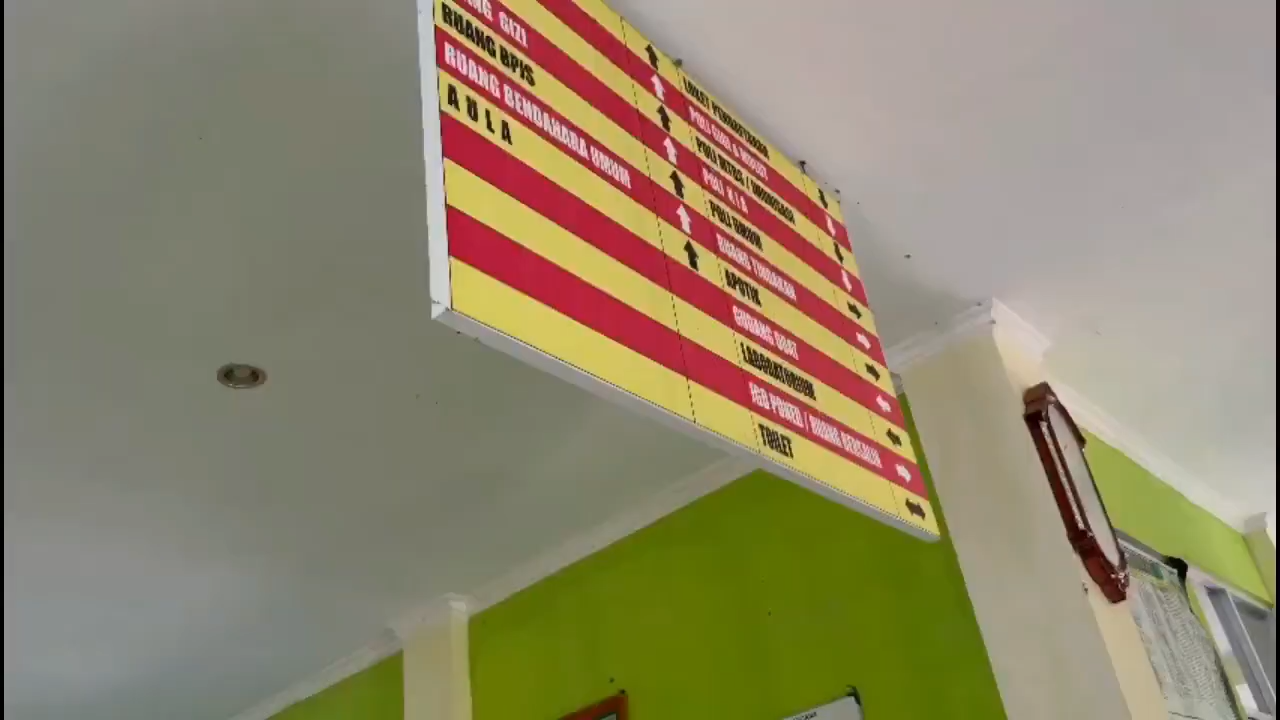 GIZI
RUANG BPJS
RUANG BENDAHARA UMUM
AULA
LOKET PENDAFTARAN
POLI GIGI & MULUT
POLI MTBS / IMUNISASI
POLI K.I.A
POLI UMUM
RUANG TINDAKAN
APOTIK
GUDANG OBAT
LABORATORIUM
IGD PONED / RUANG BERSALIN
TOILET